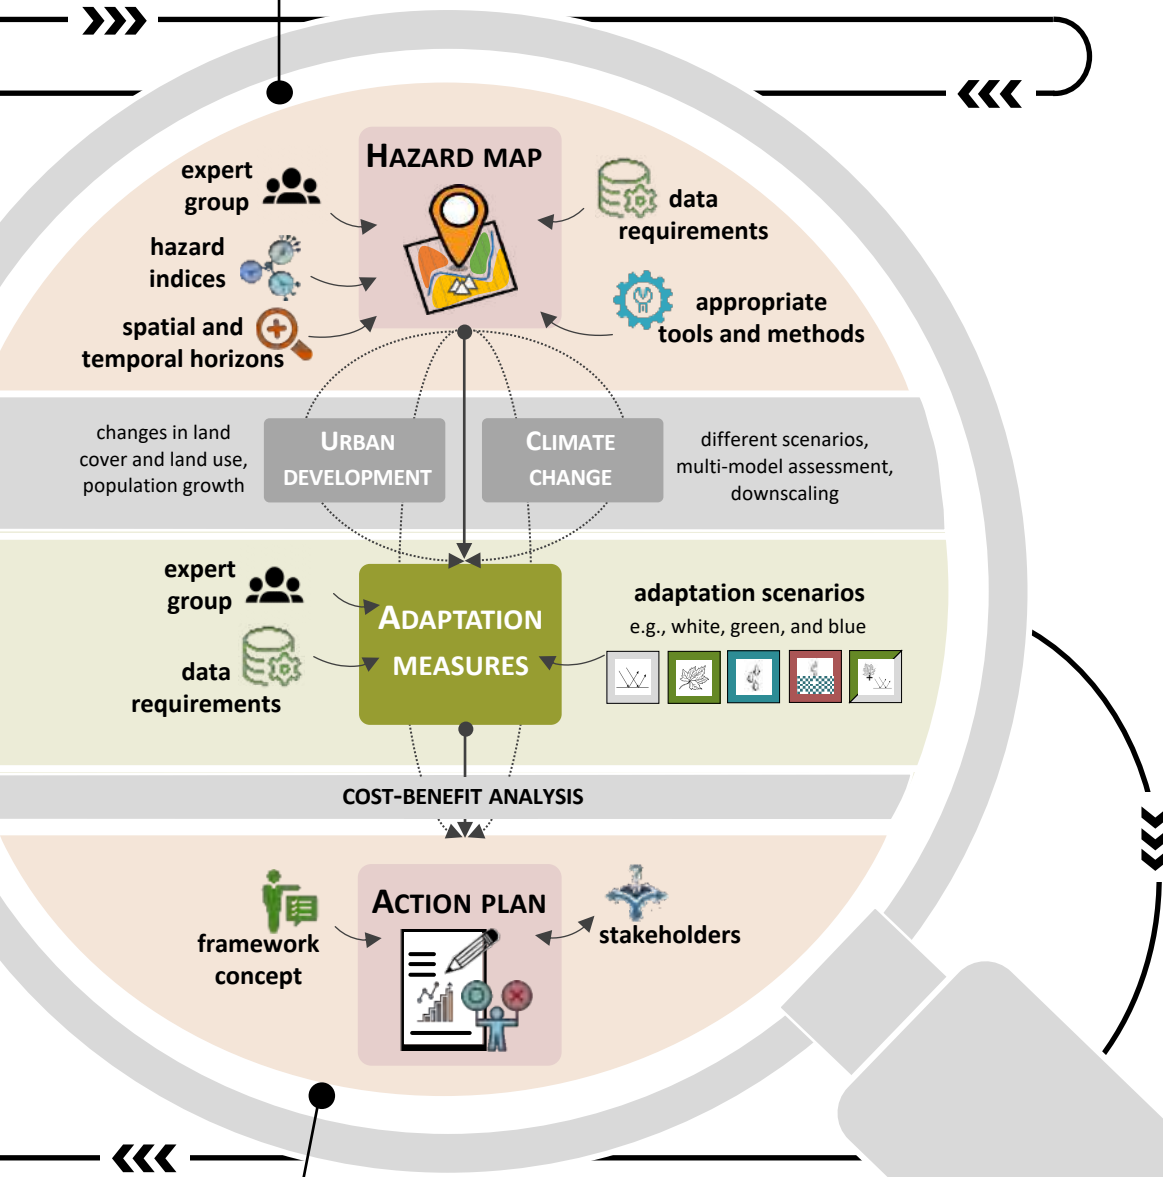 HAZARD MAP
expert
group
hazard
indices
spatial and
temporal horizons
data
requirements
appropriate
tools and methods
changes in land
cover and land use,
population growth
URBAN
DEVELOPMENT
CLIMATE
CHANGE
different scenarios,
multi-model assessment,
downscaling
expert
group
data
requirements
ADAPTATION
MEASURES
adaptation scenarios
e.g., white, green, and blue
COST-BENEFIT ANALYSIS
ACTION PLAN
framework
concept
stakeholders